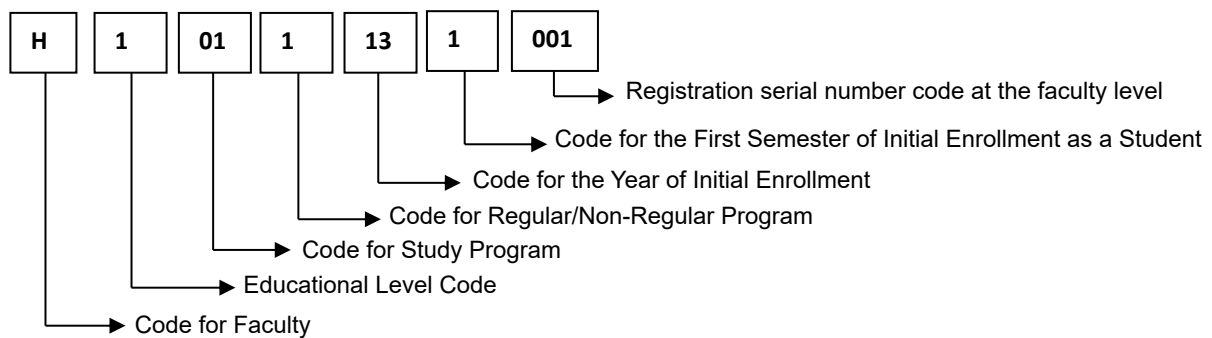 H 1 01 1 13 1 001
Registration serial number code at the faculty level
Code for the First Semester of Initial Enrollment as a Student
Code for the Year of Initial Enrollment
Code for Regular/Non-Regular Program
Code for Study Program
Educational Level Code
Code for Faculty